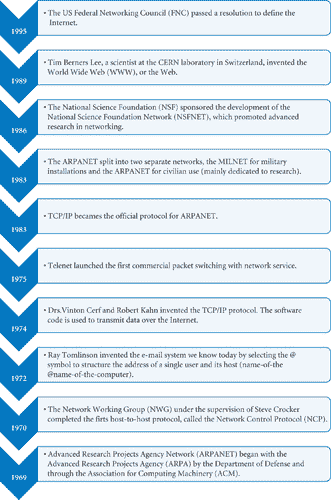 1995
• The US Federal Networking Council (FNC) passed a resolution to define the
Internet.
1989
• Tim Berners Lee, a scientist at the CERN laboratory in Switzerland, invented the
World Wide Web (WWW), or the Web.
1986
• The National Science Foundation (NSF) sponsored the development of the
National Science Foundation Network (NSFNET), which promoted advanced
research in networking.
1983
• The ARPANET split into two separate networks, the MILNET for military
installations and the ARPANET for civilian use (mainly dedicated to research).
1983
• TCP/IP becames the official protocol for ARPANET.
1975
• Telenet launched the first commercial packet switching with network service.
1974
• Drs.Vinton Cerf and Robert Kahn invented the TCP/IP protocol. The software
code is used to transmit data over the Internet.
1972
• Ray Tomlinson invented the e-mail system we know today by selecting the @
symbol to structure the address of a single user and its host (name-of-the
@name-of-the-computer).
1970
• The Network Working Group (NWG) under the supervision of Steve Crocker
completed the firts host-to-host protocol, called the Network Control Protocol (NCP).
1969
• Advanced Research Projects Agency Network (ARPANET) began with the
Advanced Research Projects Agency (ARPA) by the Department of Defense and
through the Association for Computing Machinery (ACM).